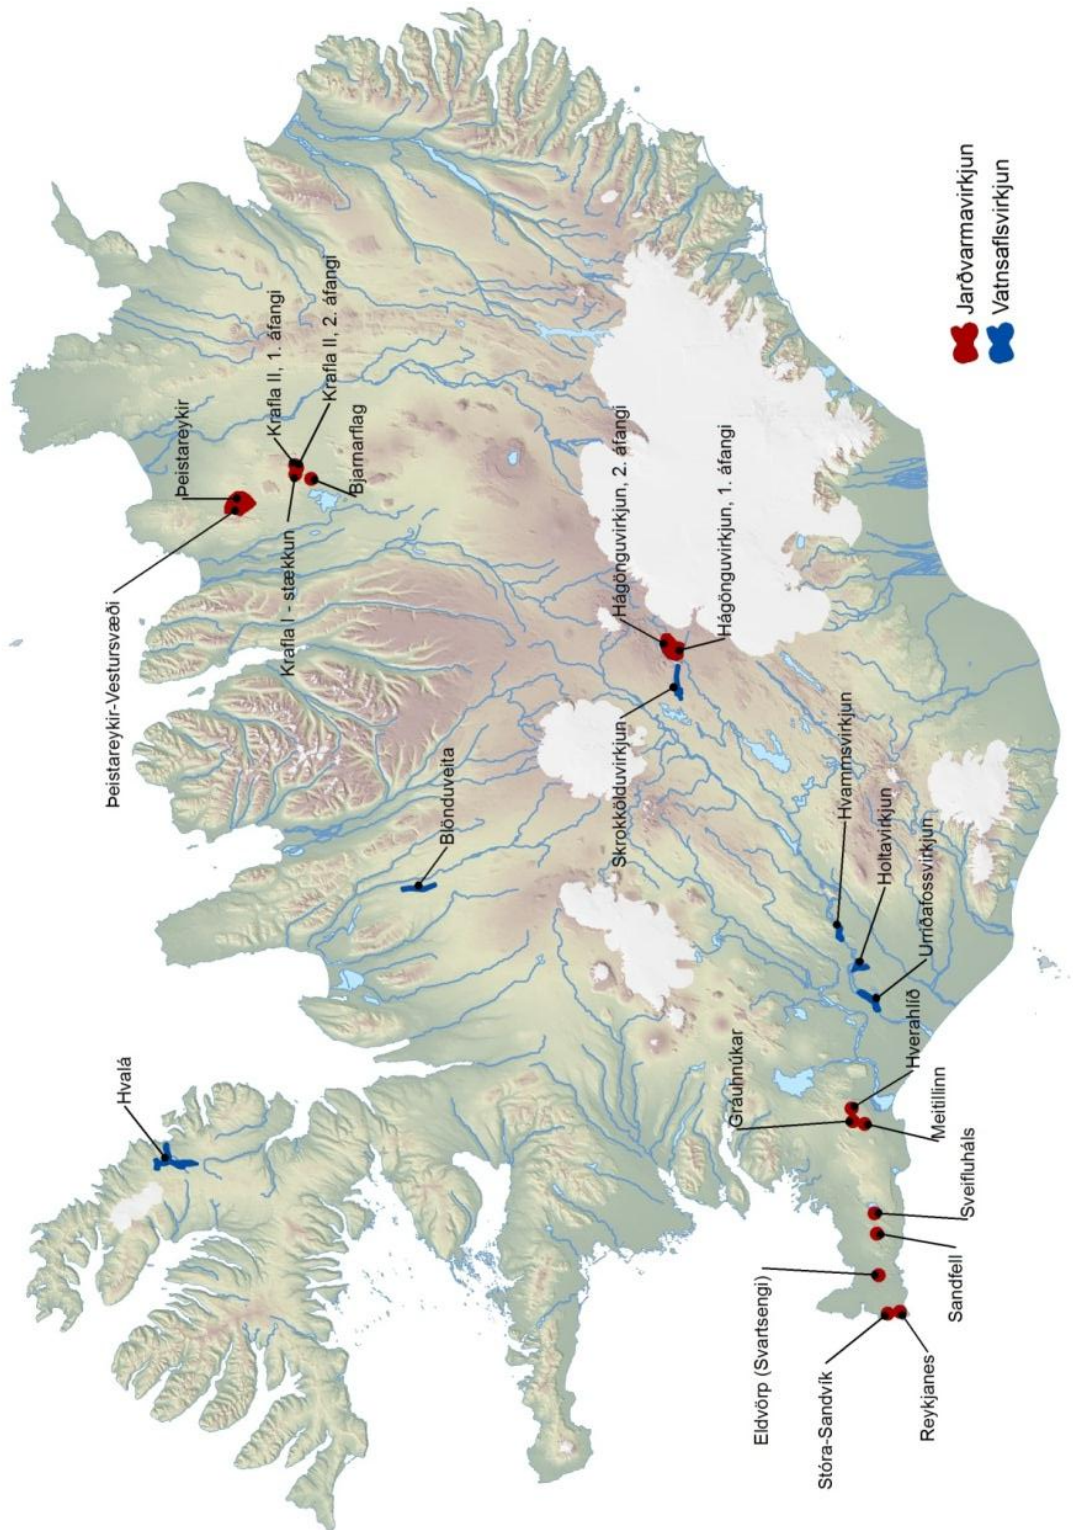 Hvalá
Blönduveita
Þeistareykir-Vestursvæði
Þeistareykir
Krafla II, 1. áfangi
Krafla II, 2. áfangi
Krafla I - stækkun
Bjarnarflag
Skrokkölduvirkjun
Hágönguvirkjun, 2. áfangi
Hágönguvirkjun, 1. áfangi
Hvammsvirkjun
Holtavirkjun
Urriðafossvirkjun
Gráuhnúkar
Hverahlíð
Meitillinn
Sveifluháls
Sandfell
Eldvörp (Svartsengi)
Stóra-Sandvík
Reykjanes
Jarðvarmavirkjun
Vatnsaflsvirkjun